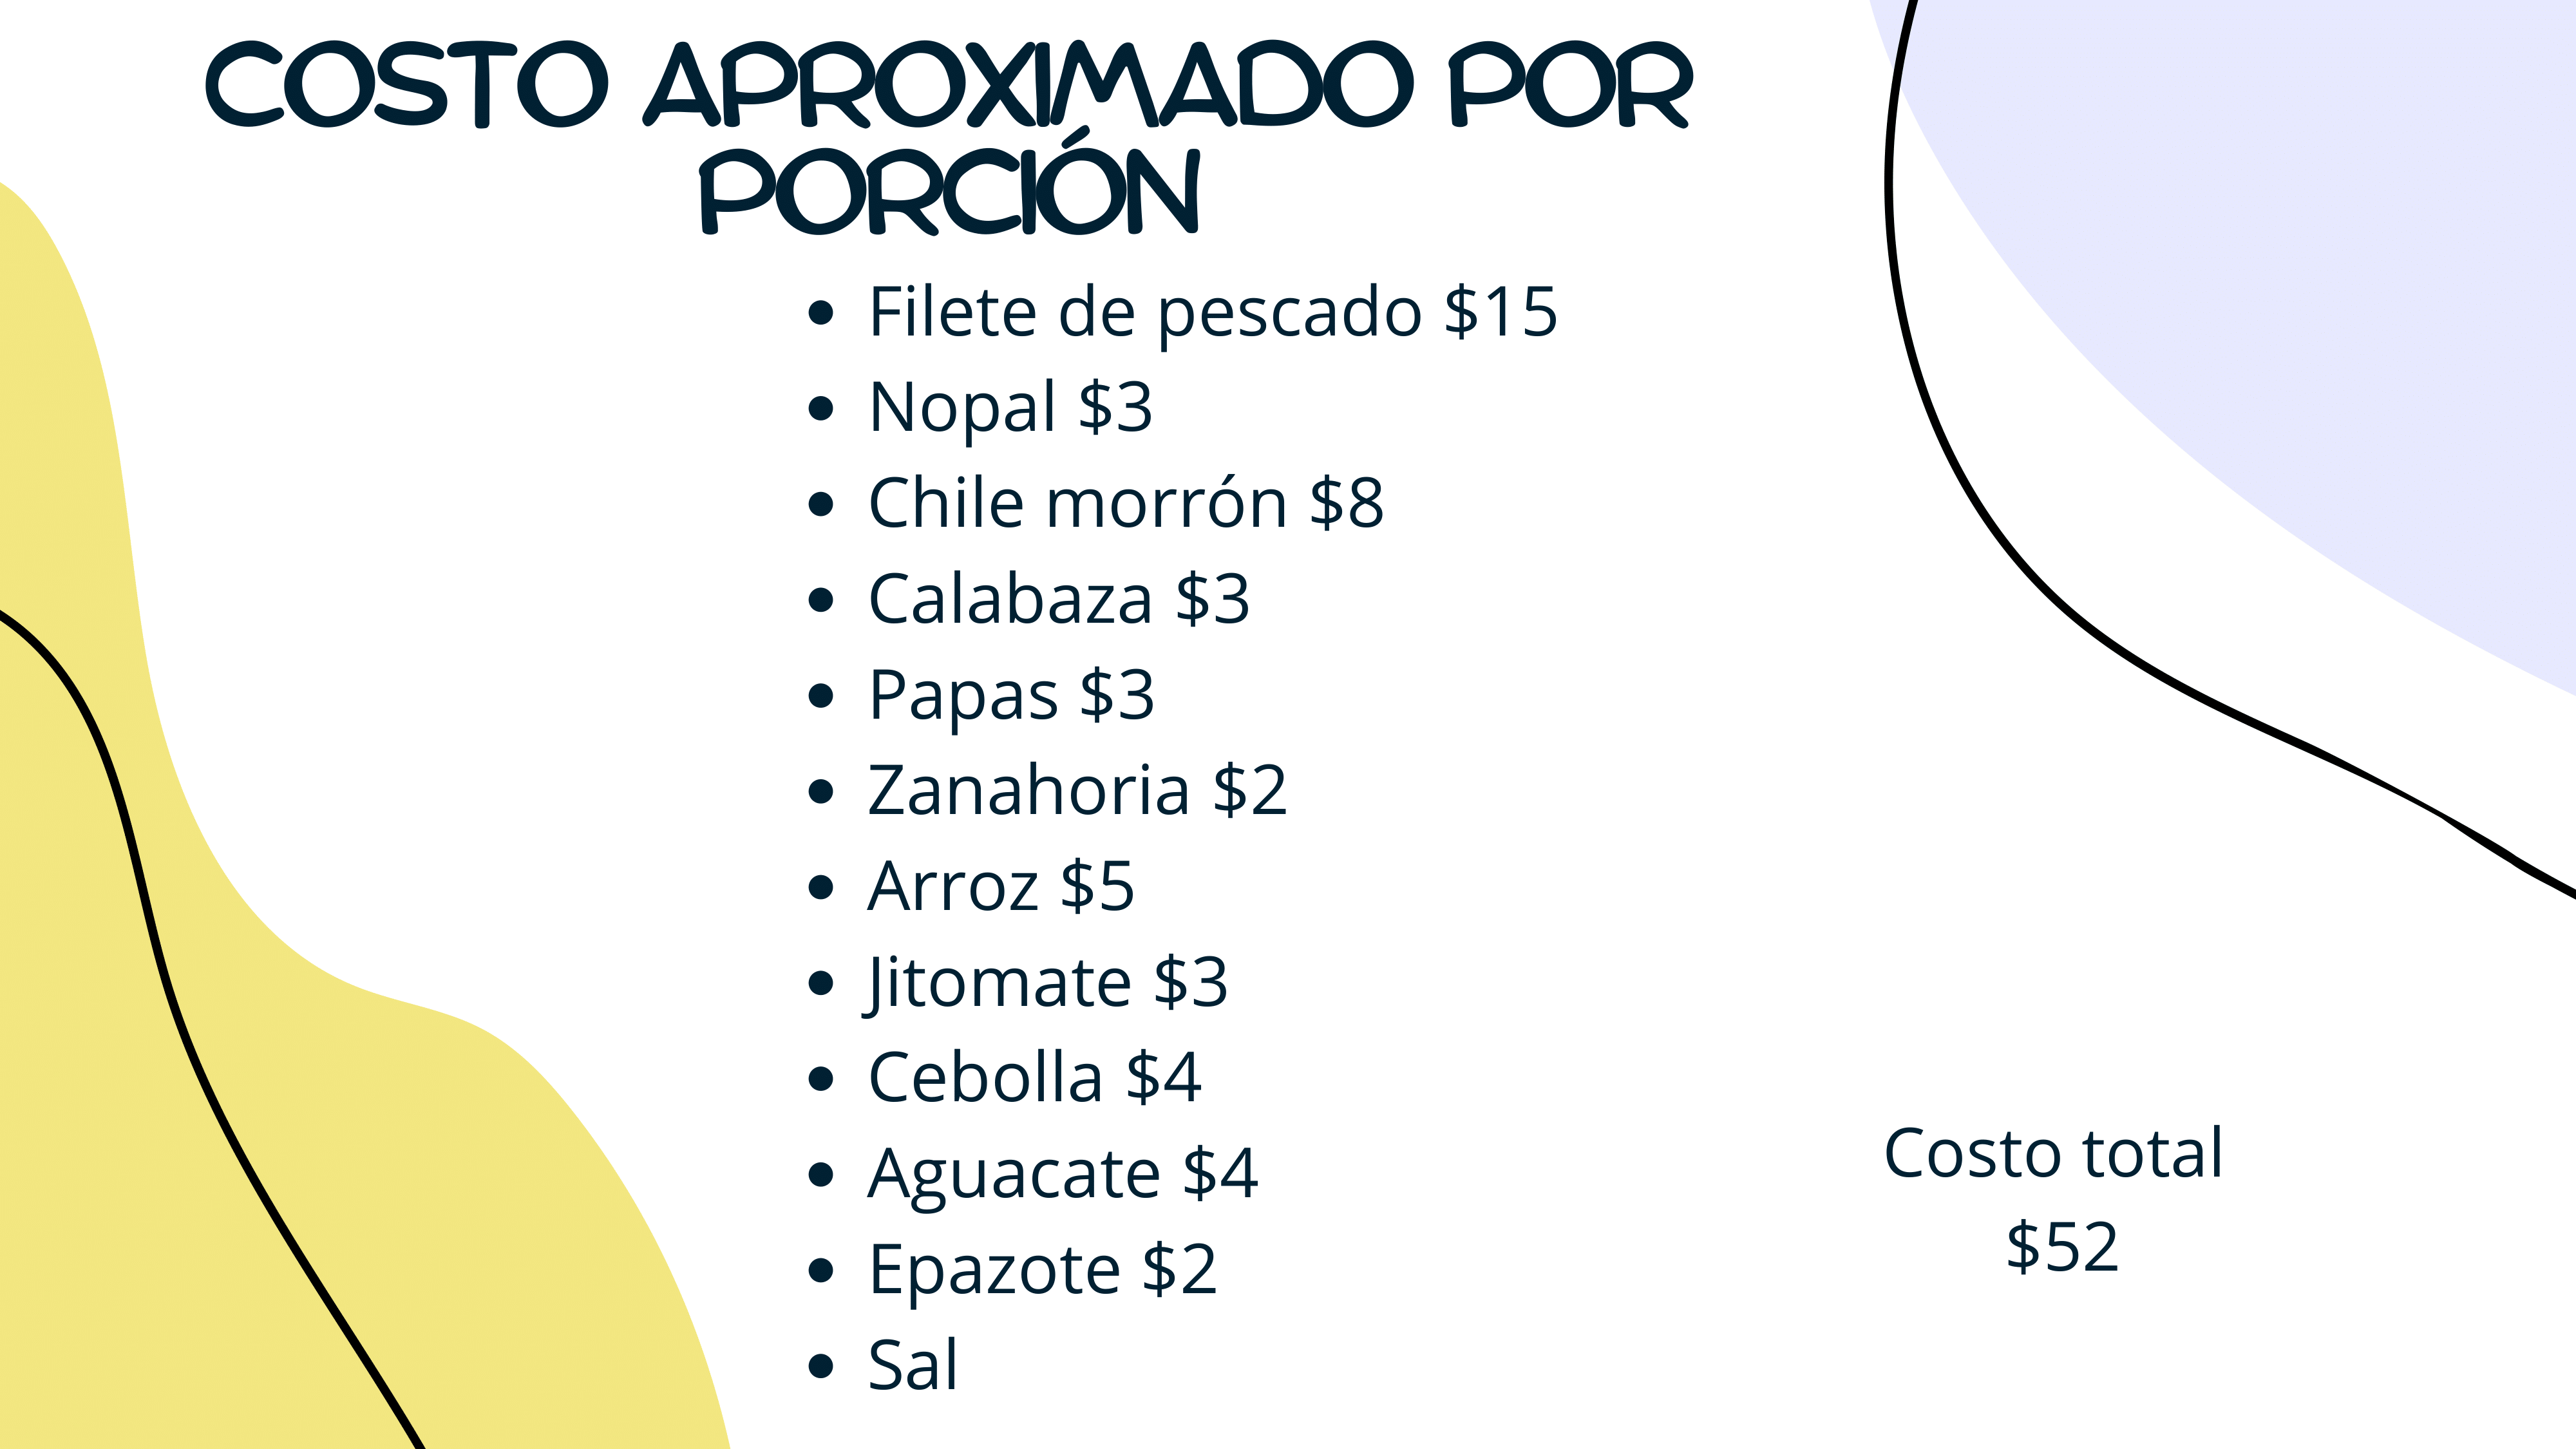 COSTO APROXIMADO POR
PORCIÓN
• Filete de pescado $15
• Nopal $3
• Chile morrón $8
• Calabaza $3
• Papas $3
• Zanahoria $2
• Arroz $5
• Jitomate $3
• Cebolla $4
• Aguacate $4
• Epazote $2
• Sal
Costo total
$52